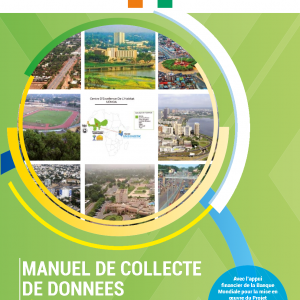 MANUEL DE COLLECTE
DE DONNEES
Avec l'appui
financier de la Banque
Mondiale pour la mise en
œuvre du Projet